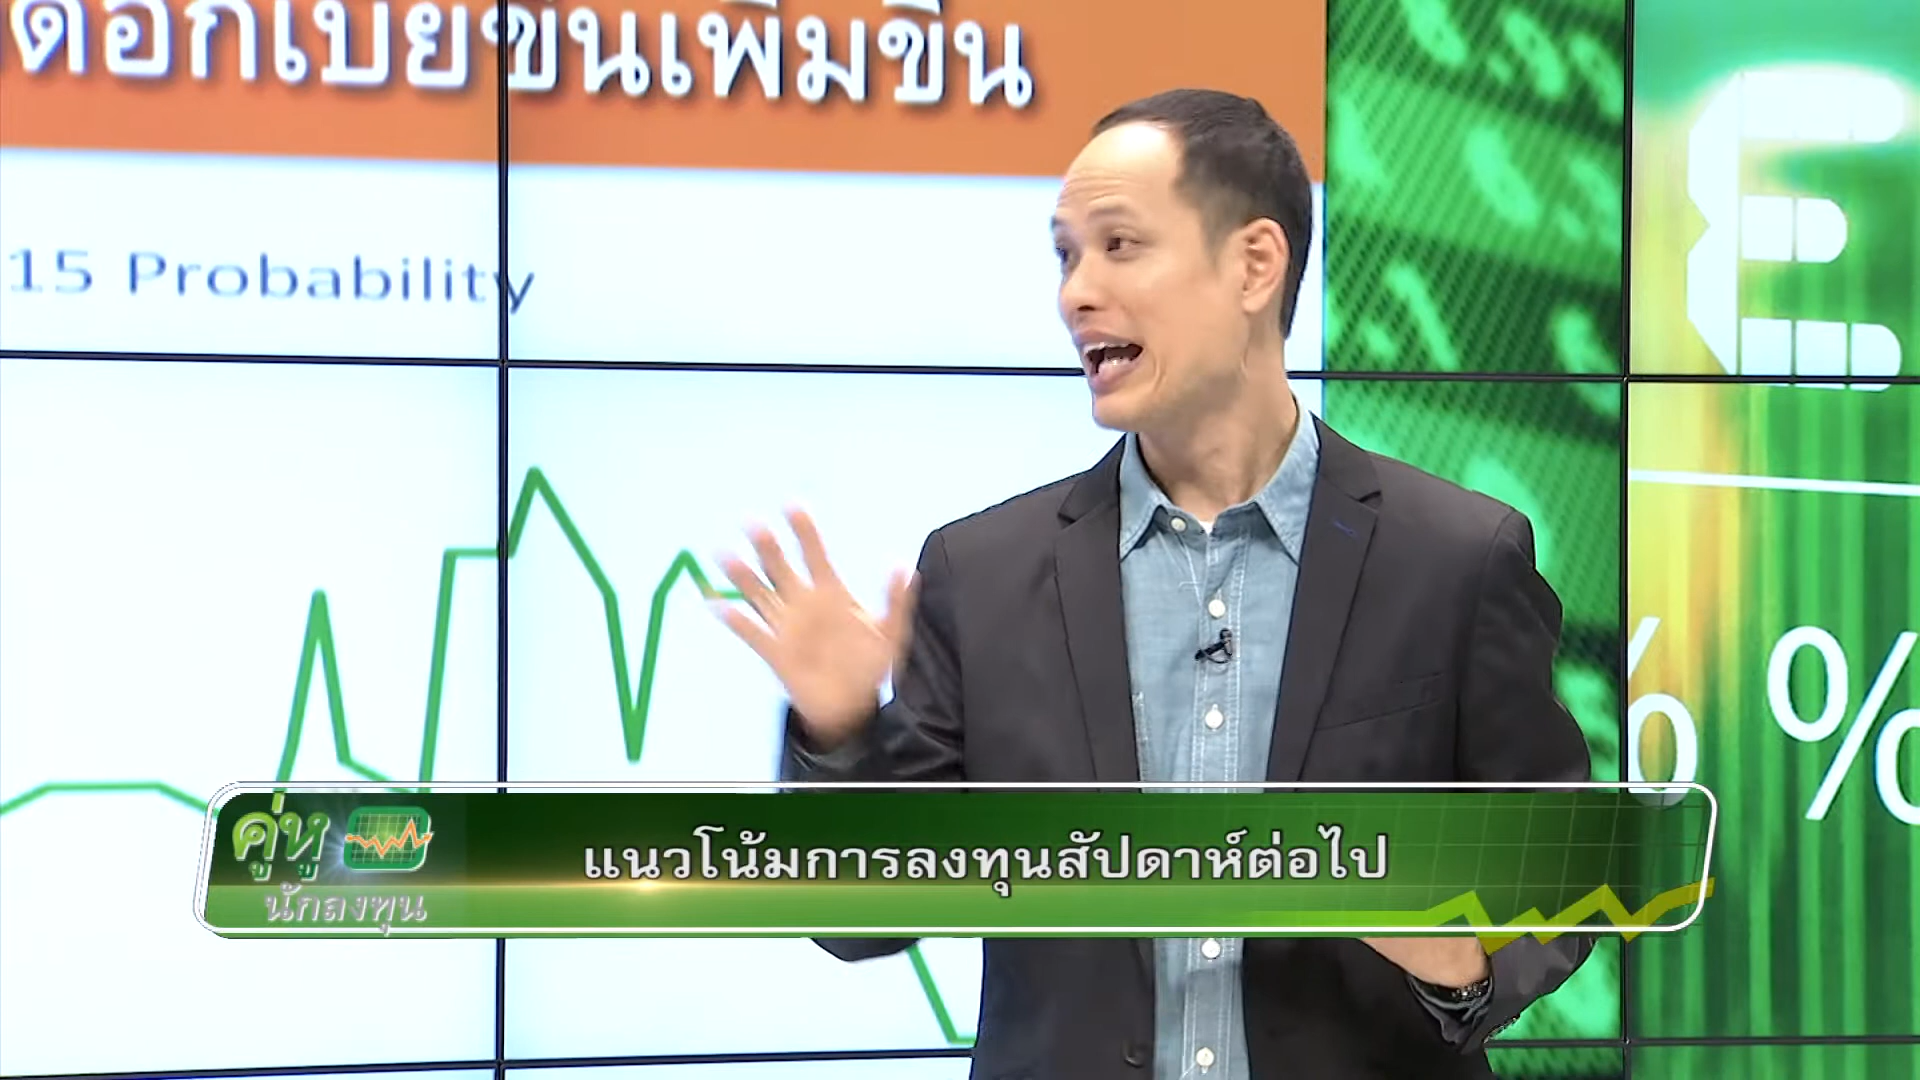 ดอกเบี้ยขึ้นเพิ่มขึ้น
15 Probability
% %
คู่หู
นักลงทุน
แนวโน้มการลงทุนสัปดาห์ต่อไป